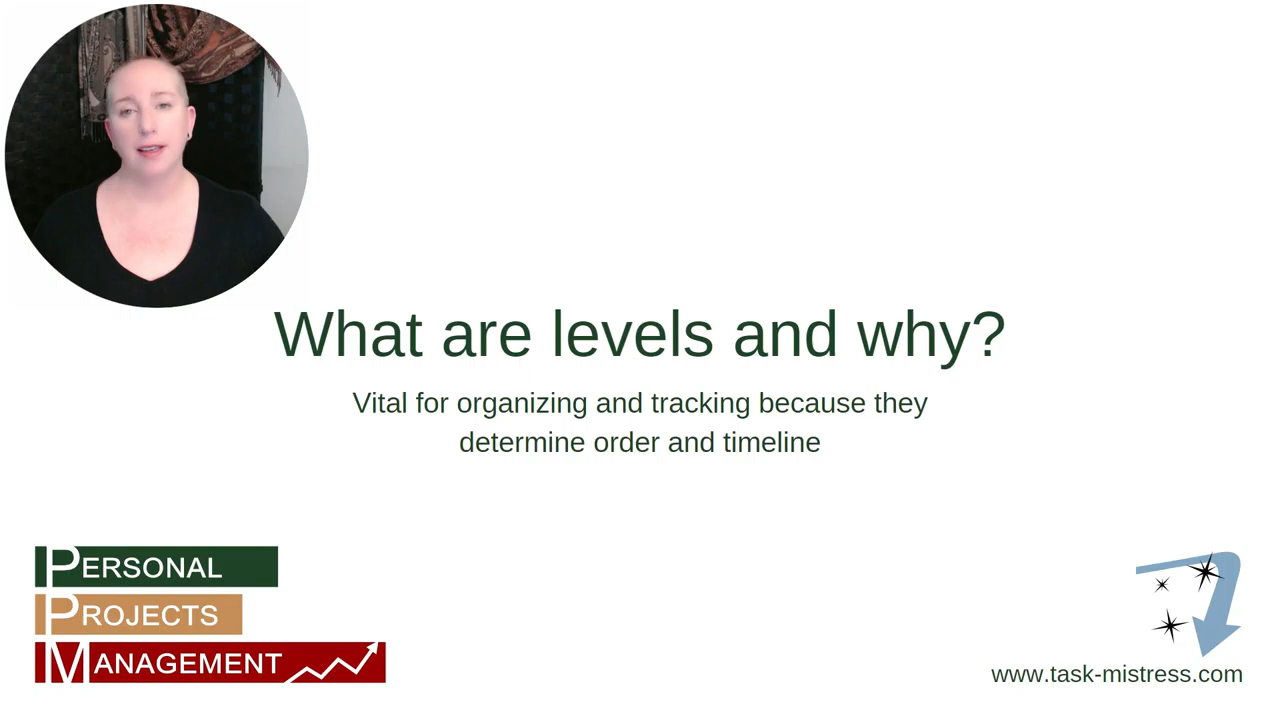 What are levels and why?
Vital for organizing and tracking because they
determine order and timeline
PERSONAL
PROJECTS
MANAGEMENT
www.task-mistress.com